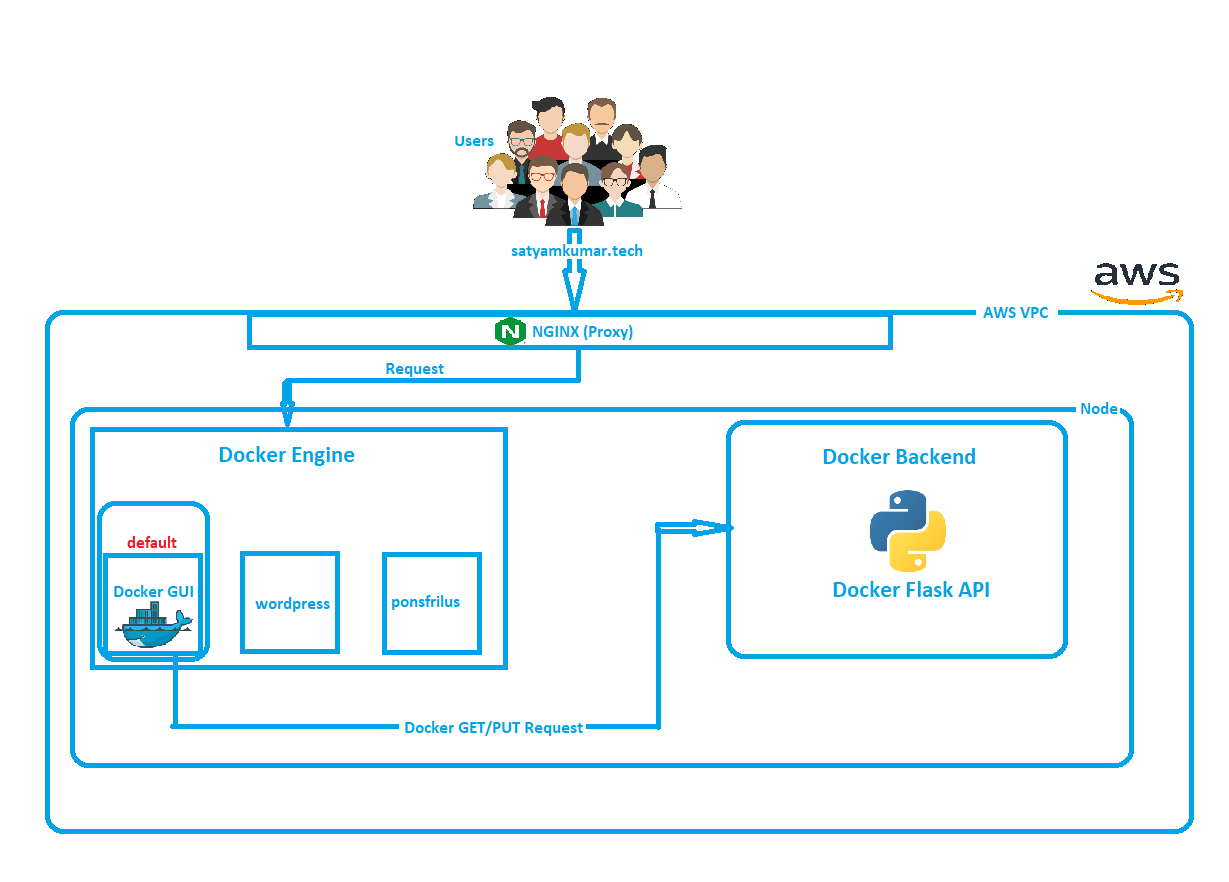 Users
satyamkumar.tech
aws
AWS VPC
N NGINX (Proxy)
Request
Node
Docker Engine
Docker Backend
default
Docker GUI
wordpress
ponsfrilus
Docker Flask API
Docker GET/PUT Request